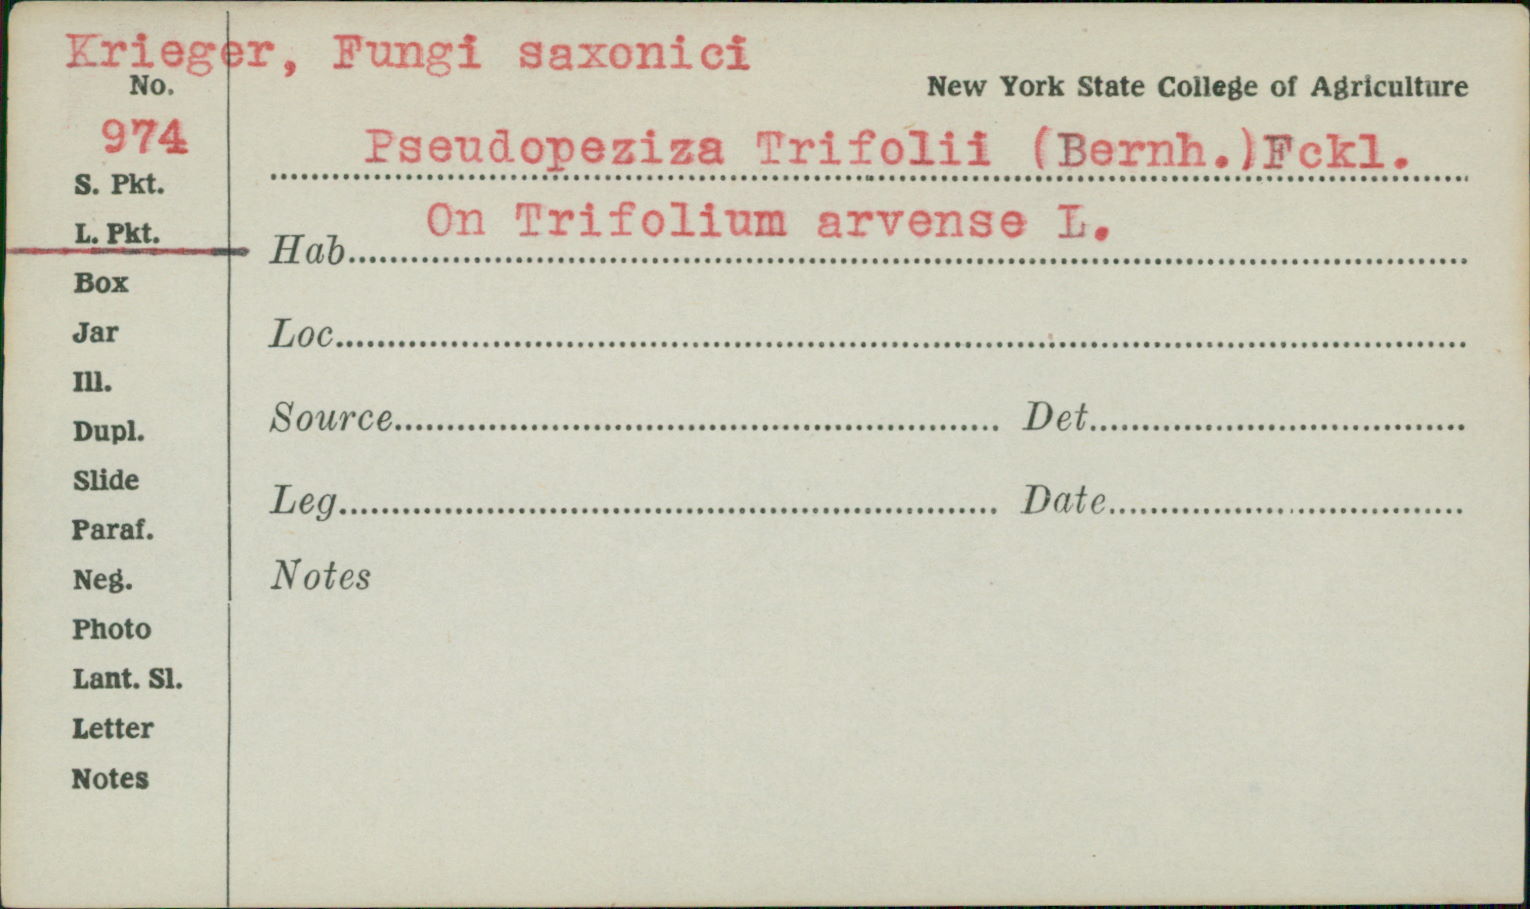 Krieger, Fungi saxonici
No.
New York State College of Agriculture
974
Pseudopeziza Trifolii (Bernh.)Fckl.
S. Pkt.
On Trifolium arvense L.
L. Pkt.
Hab.
Box
Jar
Loc.
Ill.
Dupl.
Source Det.
Slide
Leg. Date
Paraf.
Neg.
Notes
Photo
Lant. Sl.
Letter
Notes